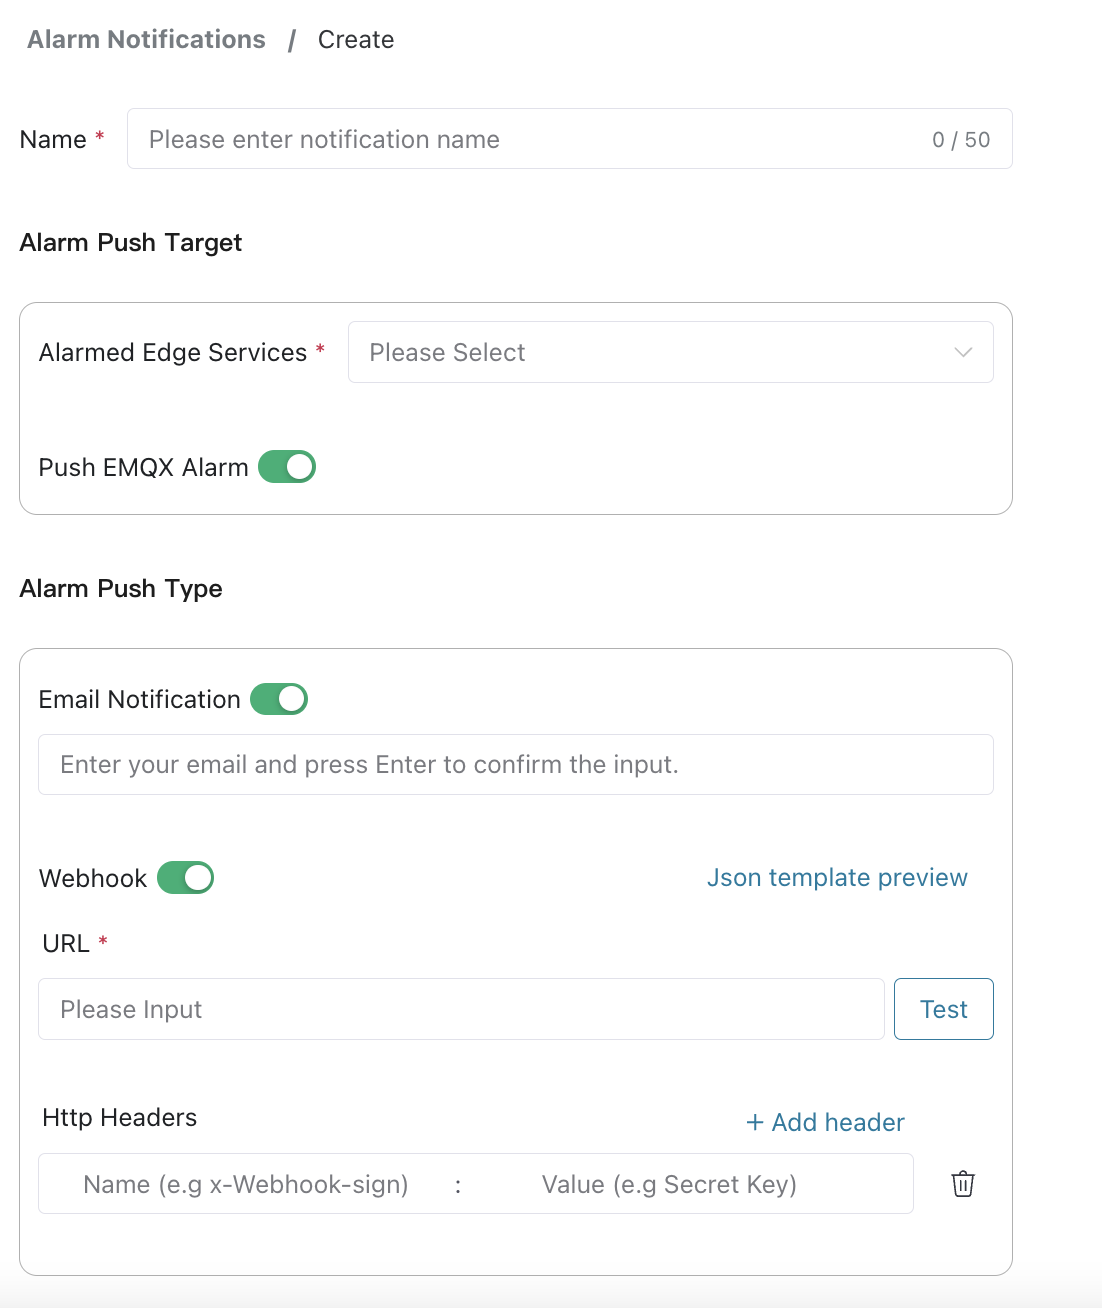 Alarm Notifications / Create
Name * Please enter notification name 0 / 50
Alarm Push Target
Alarmed Edge Services * Please Select
Push EMQX Alarm
Alarm Push Type
Email Notification
Enter your email and press Enter to confirm the input.
Webhook Json template preview
URL *
Please Input Test
Http Headers + Add header
Name (e.g x-Webhook-sign) : Value (e.g Secret Key)